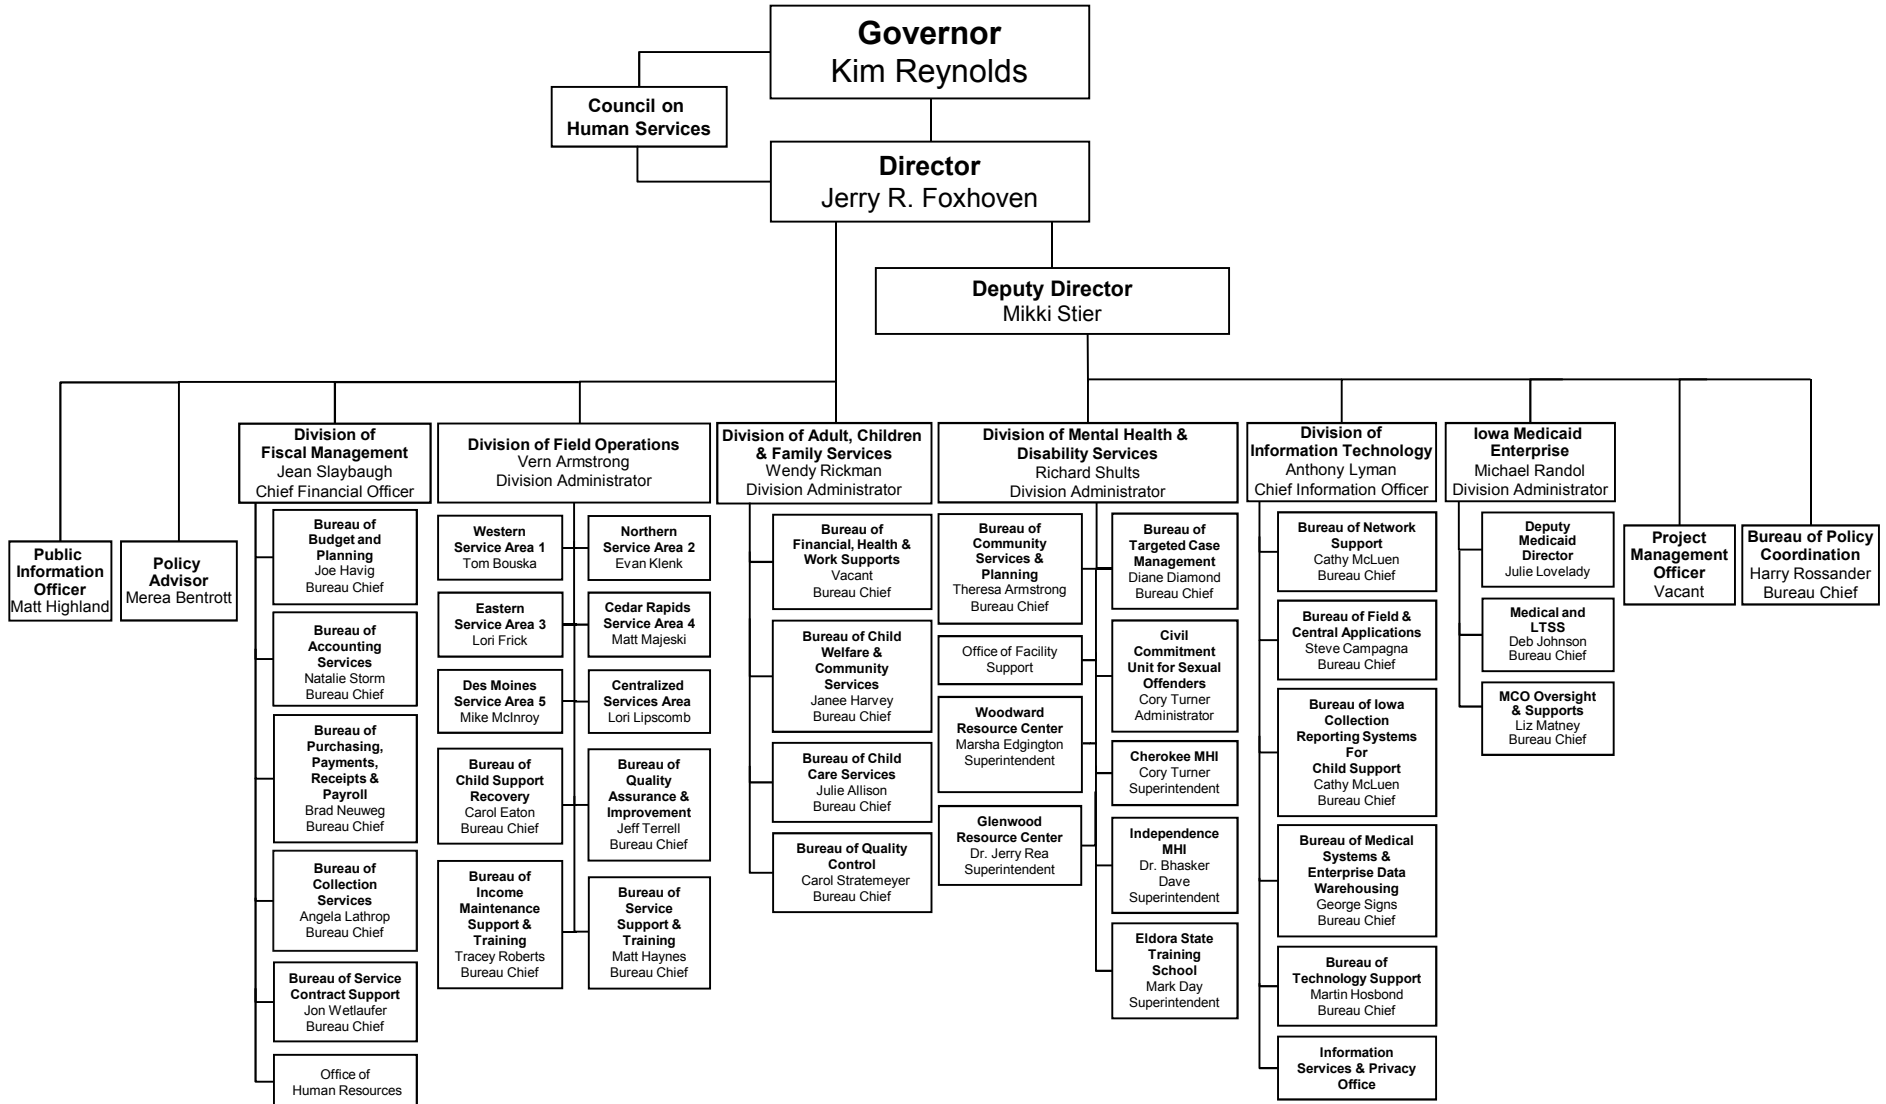 Governor
Kim Reynolds
Council on
Human Services
Director
Jerry R. Foxhoven
Deputy Director
Mikki Stier
Public
Information
Officer
Matt Highland
Policy
Advisor
Merea Bentrott
Division of
Fiscal Management
Jean Slaybaugh
Chief Financial Officer
Bureau of
Budget and
Planning
Joe Havig
Bureau Chief
Bureau of
Accounting
Services
Natalie Storm
Bureau Chief
Bureau of
Purchasing,
Payments,
Receipts &
Payroll
Brad Neuweg
Bureau Chief
Bureau of
Collection
Services
Angela Lathrop
Bureau Chief
Bureau of Service
Contract Support
Jon Wetlaufer
Bureau Chief
Office of
Human Resources
Division of Field Operations
Vern Armstrong
Division Administrator
Western
Service Area 1
Tom Bouska
Northern
Service Area 2
Evan Klenk
Eastern
Service Area 3
Lori Frick
Cedar Rapids
Service Area 4
Matt Majeski
Des Moines
Service Area 5
Mike McInroy
Centralized
Services Area
Lori Lipscomb
Bureau of
Child Support
Recovery
Carol Eaton
Bureau Chief
Bureau of
Quality
Assurance &
Improvement
Jeff Terrell
Bureau Chief
Bureau of
Income
Maintenance
Support &
Training
Tracey Roberts
Bureau Chief
Bureau of
Service
Support &
Training
Matt Haynes
Bureau Chief
Division of Adult, Children
& Family Services
Wendy Rickman
Division Administrator
Bureau of
Financial, Health &
Work Supports
Vacant
Bureau Chief
Bureau of Child
Welfare &
Community
Services
Janee Harvey
Bureau Chief
Bureau of Child
Care Services
Julie Allison
Bureau Chief
Bureau of Quality
Control
Carol Stratemeyer
Bureau Chief
Division of Mental Health &
Disability Services
Richard Shults
Division Administrator
Bureau of
Community
Services &
Planning
Theresa Armstrong
Bureau Chief
Bureau of
Targeted Case
Management
Diane Diamond
Bureau Chief
Office of Facility
Support
Civil
Commitment
Unit for Sexual
Offenders
Cory Turner
Administrator
Woodward
Resource Center
Marsha Edgington
Superintendent
Cherokee MHI
Cory Turner
Superintendent
Glenwood
Resource Center
Dr. Jerry Rea
Superintendent
Independence
MHI
Dr. Bhasker
Dave
Superintendent
Eldora State
Training
School
Mark Day
Superintendent
Division of
Information Technology
Anthony Lyman
Chief Information Officer
Bureau of Network
Support
Cathy McLuen
Bureau Chief
Bureau of Field &
Central Applications
Steve Campagna
Bureau Chief
Bureau of Iowa
Collection
Reporting Systems
For
Child Support
Cathy McLuen
Bureau Chief
Bureau of Medical
Systems &
Enterprise Data
Warehousing
George Signs
Bureau Chief
Bureau of
Technology Support
Martin Hosbond
Bureau Chief
Information
Services & Privacy
Office
Iowa Medicaid
Enterprise
Michael Randol
Division Administrator
Deputy
Medicaid
Director
Julie Lovelady
Medical and
LTSS
Deb Johnson
Bureau Chief
MCO Oversight
& Supports
Liz Matney
Bureau Chief
Project
Management
Officer
Vacant
Bureau of Policy
Coordination
Harry Rossander
Bureau Chief